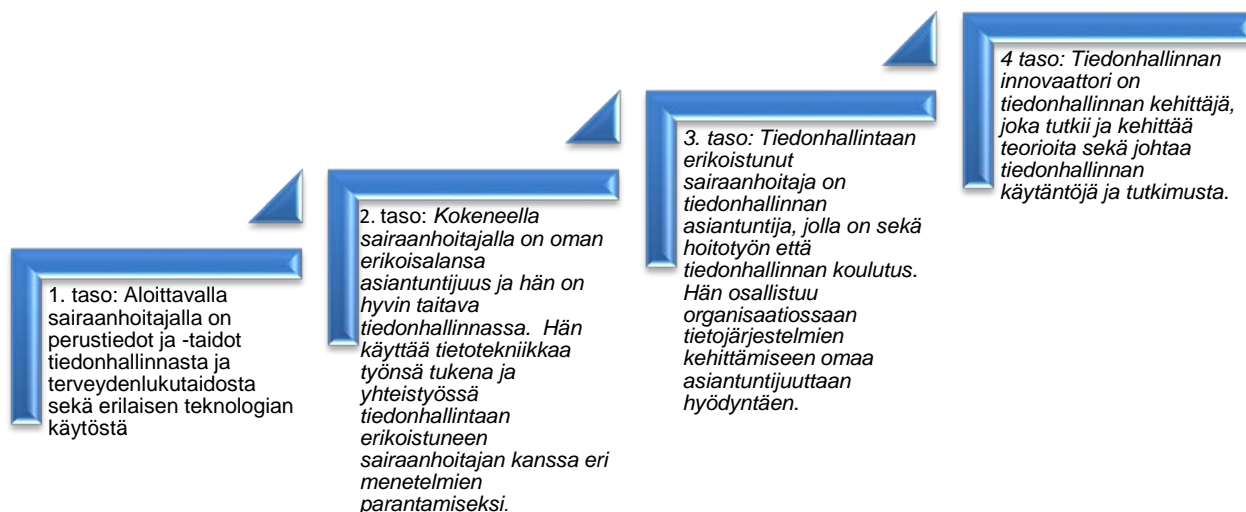 1. taso: Aloittavalla
sairaanhoitajalla on
perustiedot ja -taidot
tiedonhallinnasta ja
terveydenlukutaidosta
sekä erilaisen teknologian
käytöstä
2. taso: Kokeneella
sairaanhoitajalla on oman
erikoisalansa
asiantuntijuus ja hän on
hyvin taitava
tiedonhallinnassa.  Hän
käyttää tietotekniikkaa
työnsä tukena ja
yhteistyössä
tiedonhallintaan
erikoistuneen
sairaanhoitajan kanssa eri
menetelmien
parantamiseksi.
3. taso: Tiedonhallintaan
erikoistunut
sairaanhoitaja on
tiedonhallinnan
asiantuntija, jolla on sekä
hoitotyön että
tiedonhallinnan koulutus.
Hän osallistuu
organisaatiossaan
tietojärjestelmien
kehittämiseen omaa
asiantuntijuuttaan
hyödyntäen.
4 taso: Tiedonhallinnan
innovaattori on
tiedonhallinnan kehittäjä,
joka tutkii ja kehittää
teorioita sekä johtaa
tiedonhallinnan
käytäntöjä ja tutkimusta.